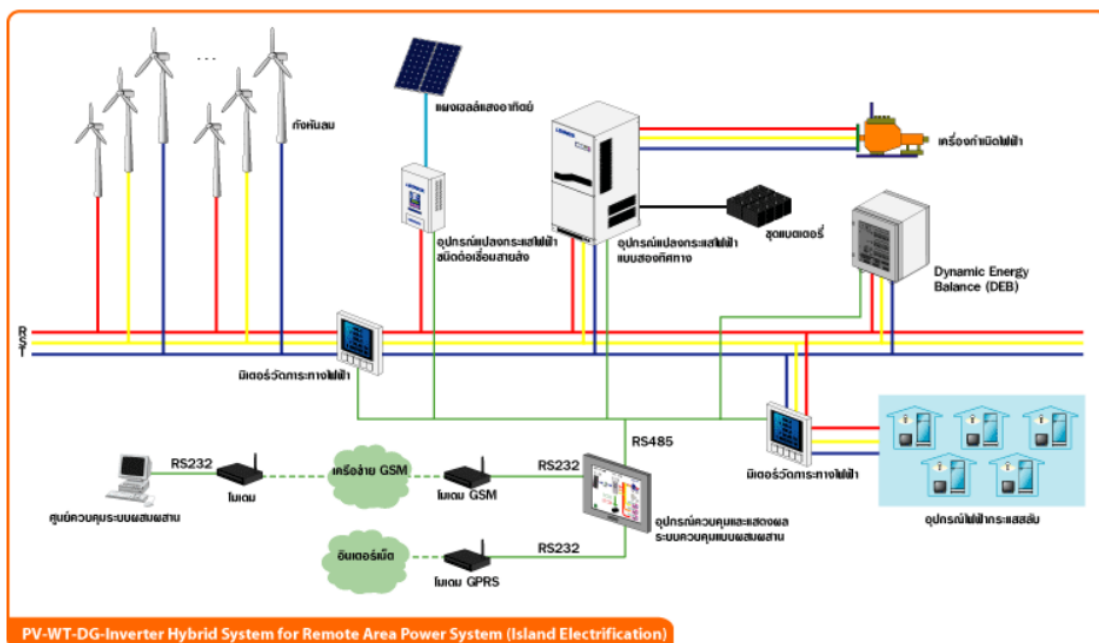 ...
กังหันลม
แผงเซลล์แสงอาทิตย์
เครื่องกำเนิดไฟฟ้า
ชุดแบตเตอรี่
อุปกรณ์แปลงกระแสไฟฟ้า
ชนิดต่อเชื่อมสายส่ง
อุปกรณ์แปลงกระแสไฟฟ้า
แบบสองทิศทาง
Dynamic Energy
Balance (DEB)
R
S
T
มิเตอร์วัดภาระทางไฟฟ้า
RS485
มิเตอร์วัดภาระทางไฟฟ้า
อุปกรณ์ไฟฟ้ากระแสสลับ
RS232
เครือข่าย GSM
RS232
โมเดม
โมเดม GSM
ศูนย์ควบคุมระบบผสมผสาน
อุปกรณ์ควบคุมและแสดงผล
ระบบควบคุมแบบผสมผสาน
อินเตอร์เน็ต
RS232
โมเดม GPRS
PV-WT-DG-Inverter Hybrid System for Remote Area Power System (Island Electrification)